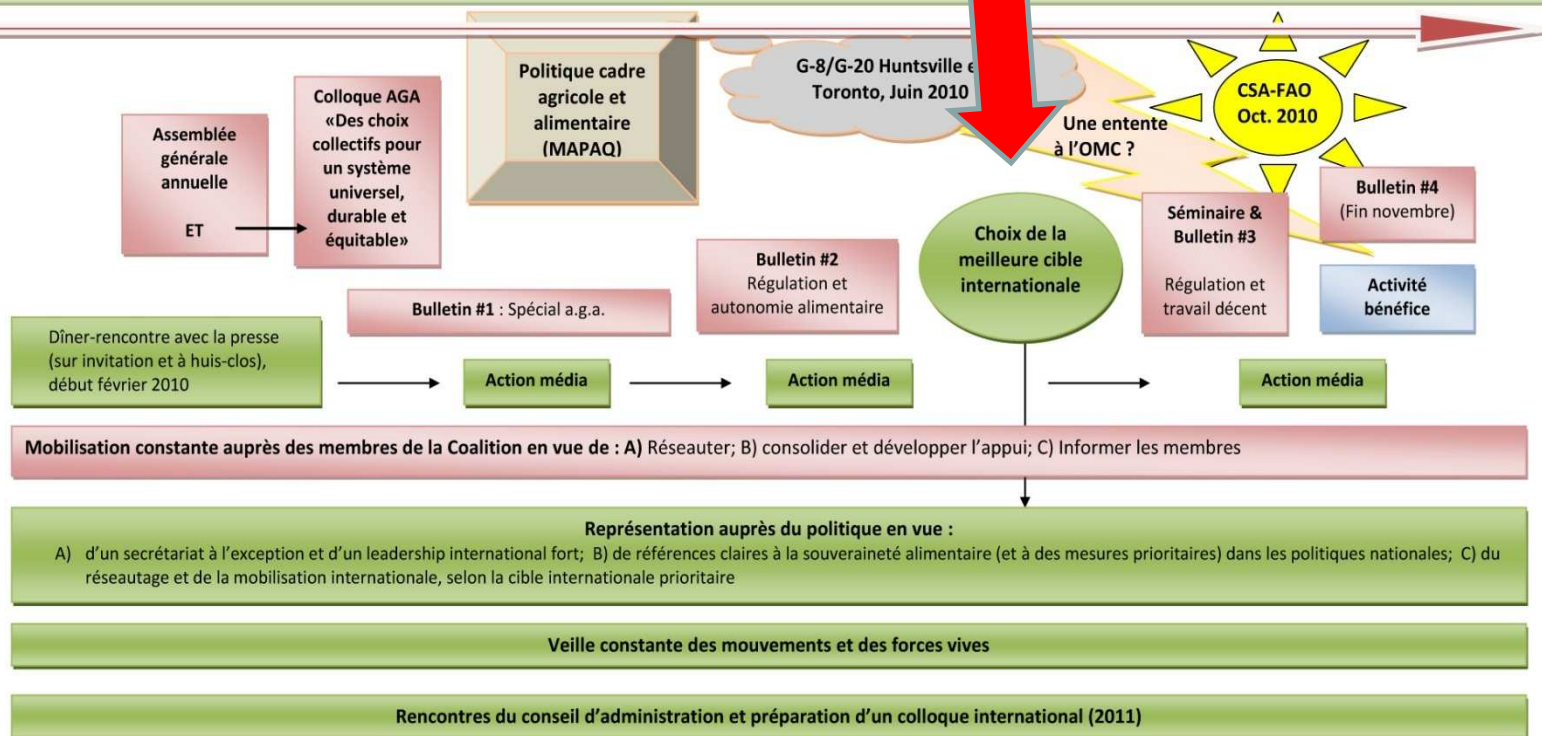 Politique cadre
agricole et
alimentaire
(MAPAQ)
G-8/G-20 Huntsville
Toronto, Juin 2010
Une entente
à l'OMC ?
CSA-FAO
Oct. 2010
Assemblée
générale
annuelle
ET
Colloque AGA
«Des choix
collectifs pour
un système
universel,
durable et
équitable»
Bulletin #1 : Spécial a.g.a.
Bulletin #2
Régulation et
autonomie alimentaire
Choix de la
meilleure cible
internationale
Séminaire &
Bulletin #3
Régulation et
travail décent
Bulletin #4
(Fin novembre)
Activité
bénéfice
Dîner-rencontre avec la presse
(sur invitation et à huis-clos),
début février 2010
Action média
Action média
Action média
Mobilisation constante auprès des membres de la Coalition en vue de : A) Réseauter; B) consolider et développer l'appui; C) Informer les membres
Représentation auprès du politique en vue :
A) d'un secrétariat à l'exception et d'un leadership international fort; B) de références claires à la souveraineté alimentaire (et à des mesures prioritaires) dans les politiques nationales; C) du
réseautage et de la mobilisation internationale, selon la cible internationale prioritaire
Veille constante des mouvements et des forces vives
Rencontres du conseil d'administration et préparation d'un colloque international (2011)